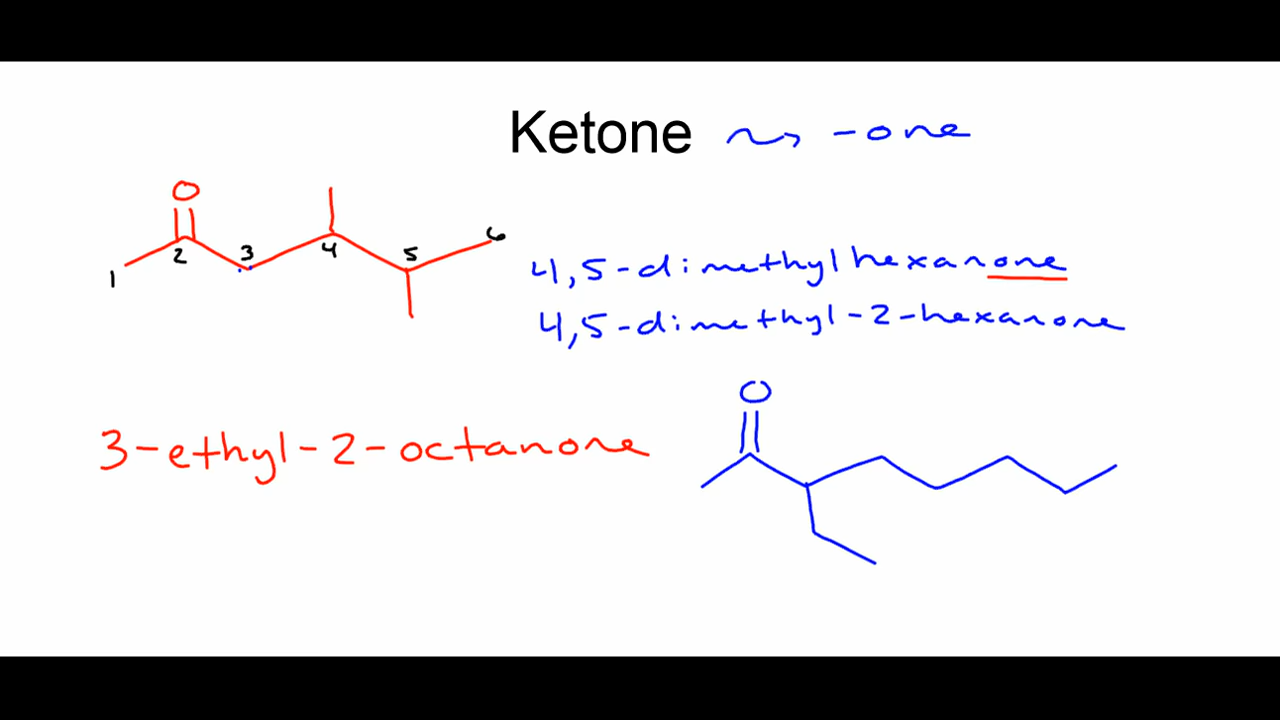 Ketone ⤳ -one
O
1 2 3 4 5 6
4,5-dimethylhexanone
4,5-dimethyl-2-hexanone
O
3-ethyl-2-octanone